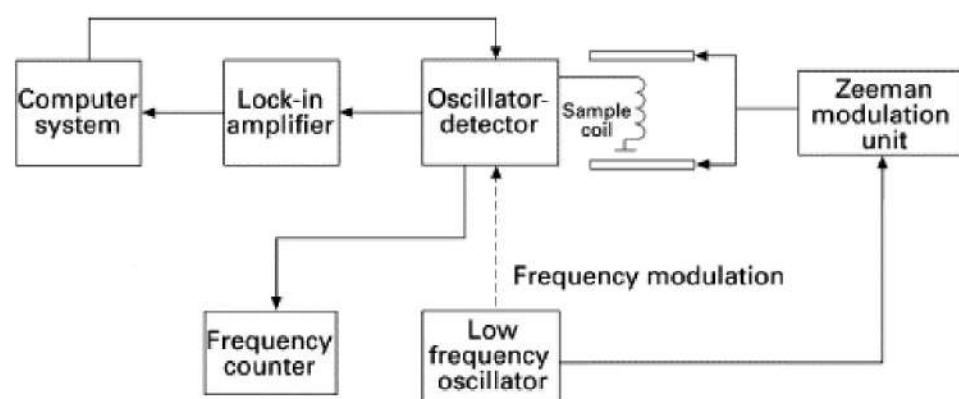 Computer
system
Lock-in
amplifier
Oscillator-
detector
Sample
coil
Zeeman
modulation
unit
Frequency modulation
Frequency
counter
Low
frequency
oscillator